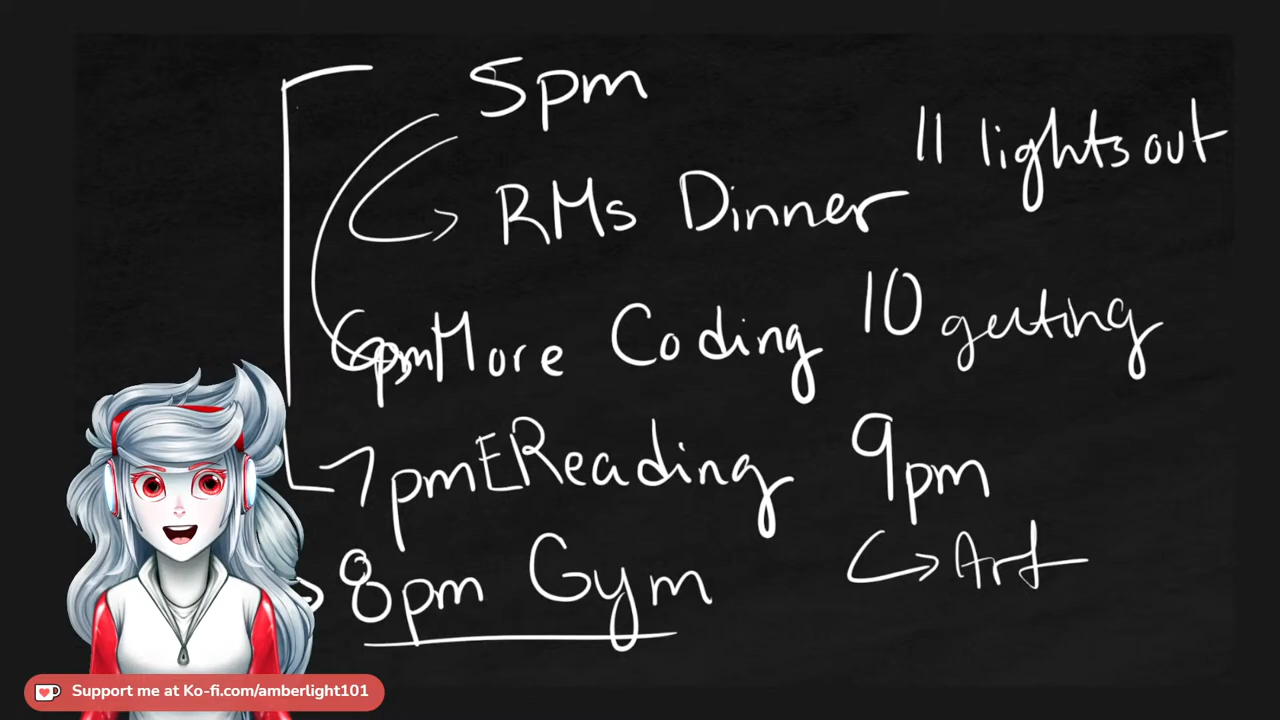 5pm
RMs Dinner
6pm More Coding
7pm EReading
8pm Gym
11 lights out
10 getting
9pm
Art
Support me at Ko-fi.com/amberlight101